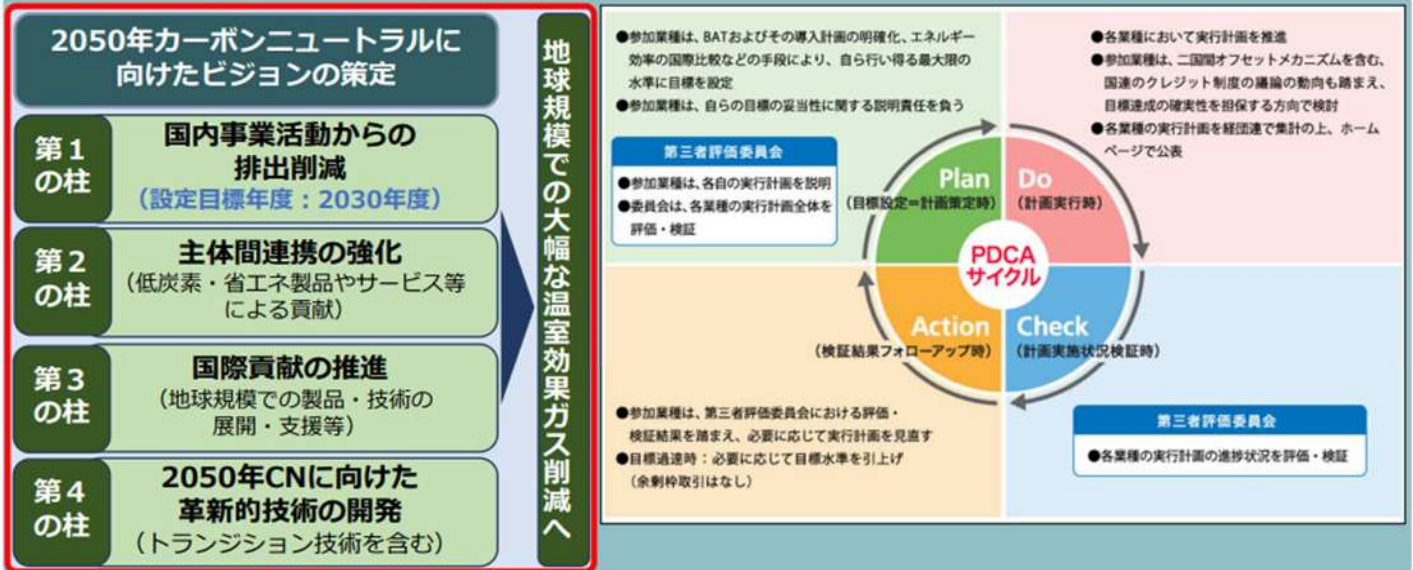 2050年カーボンニュートラルに
向けたビジョンの策定
第1
の柱
国内事業活動からの
排出削減
（設定目標年度：2030年度）
第2
の柱
主体間連携の強化
（低炭素・省エネ製品やサービス等
による貢献）
第3
の柱
国際貢献の推進
（地球規模での製品・技術の
展開・支援等）
第4
の柱
2050年CNに向けた
革新的技術の開発
（トランジション技術を含む）
地球規模での大幅な温室効果ガス削減へ
●参加業種は、BATおよびその導入計画の明確化、エネルギー
効率の国際比較などの手段により、自ら行い得る最大限の
水準に目標を設定
●参加業種は、自らの目標の妥当性に関する説明責任を負う
第三者評価委員会
●参加業種は、各自の実行計画を説明
●委員会は、各業種の実行計画全体を
評価・検証
Plan
（目標設定＝計画策定時）
●各業種において実行計画を推進
●参加業種は、二国間オフセットメカニズムを含む、
国連のクレジット制度の議論の動向も踏まえ、
目標達成の確実性を担保する方向で検討
●各業種の実行計画を経団連で集計の上、ホーム
ページで公表
Do
（計画実行時）
PDCA
サイクル
Action
（検証結果フォローアップ時）
●参加業種は、第三者評価委員会における評価・
検証結果を踏まえ、必要に応じて実行計画を見直す
●目標過達時：必要に応じて目標水準を引上げ
（余剰枠取引はなし）
Check
（計画実施状況検証時）
第三者評価委員会
●各業種の実行計画の進捗状況を評価・検証